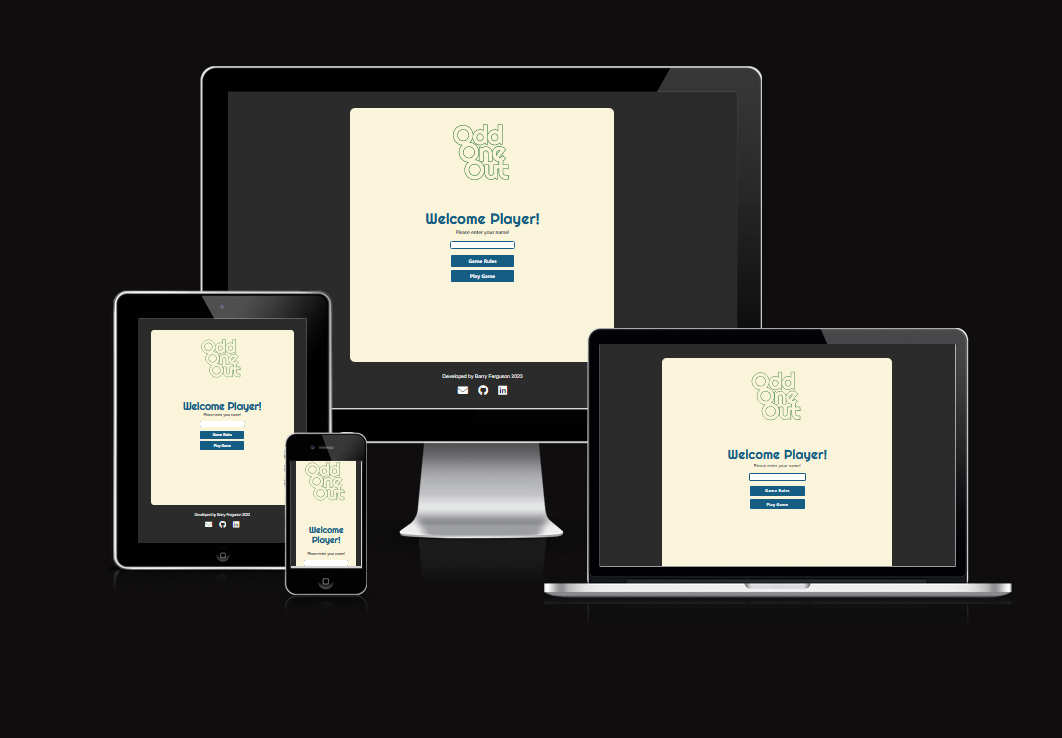 Odd
One
Out
Welcome Player!
Please enter your name!
Game Rules
Play Game
Developed by Barry Ferguson 2023
Odd
One
Out
Welcome Player!
Please enter your name!
Game Rules
Play Game
Developed by Barry Ferguson 2023
Odd
One
Out
Welcome
Player!
Please enter your name!
Odd
One
Out
Welcome Player!
Please enter your name!
Game Rules
Play Game